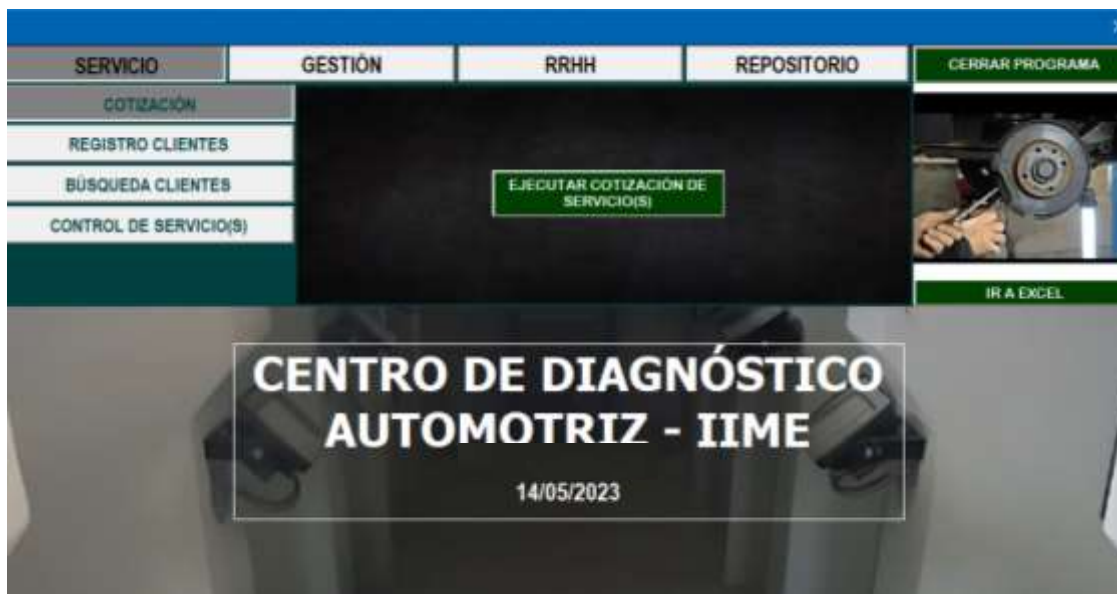 SERVICIO
GESTIÓN
RRHH
REPOSITORIO
CERRAR PROGRAMA
COTIZACIÓN
REGISTRO CLIENTES
BÚSQUEDA CLIENTES
CONTROL DE SERVICIO(S)
EJECUTAR COTIZACIÓN DE
SERVICIO(S)
IR A EXCEL
CENTRO DE DIAGNÓSTICO
AUTOMOTRIZ - IIME
14/05/2023